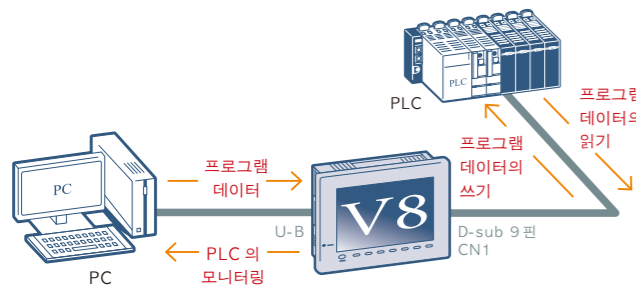 PLC
PLC
프로그램
데이터의
읽기
프로그램
데이터의
쓰기
프로그램
데이터
PC
V8
U-B
D-sub 9핀
CN1
PLC 의
모니터링
PC